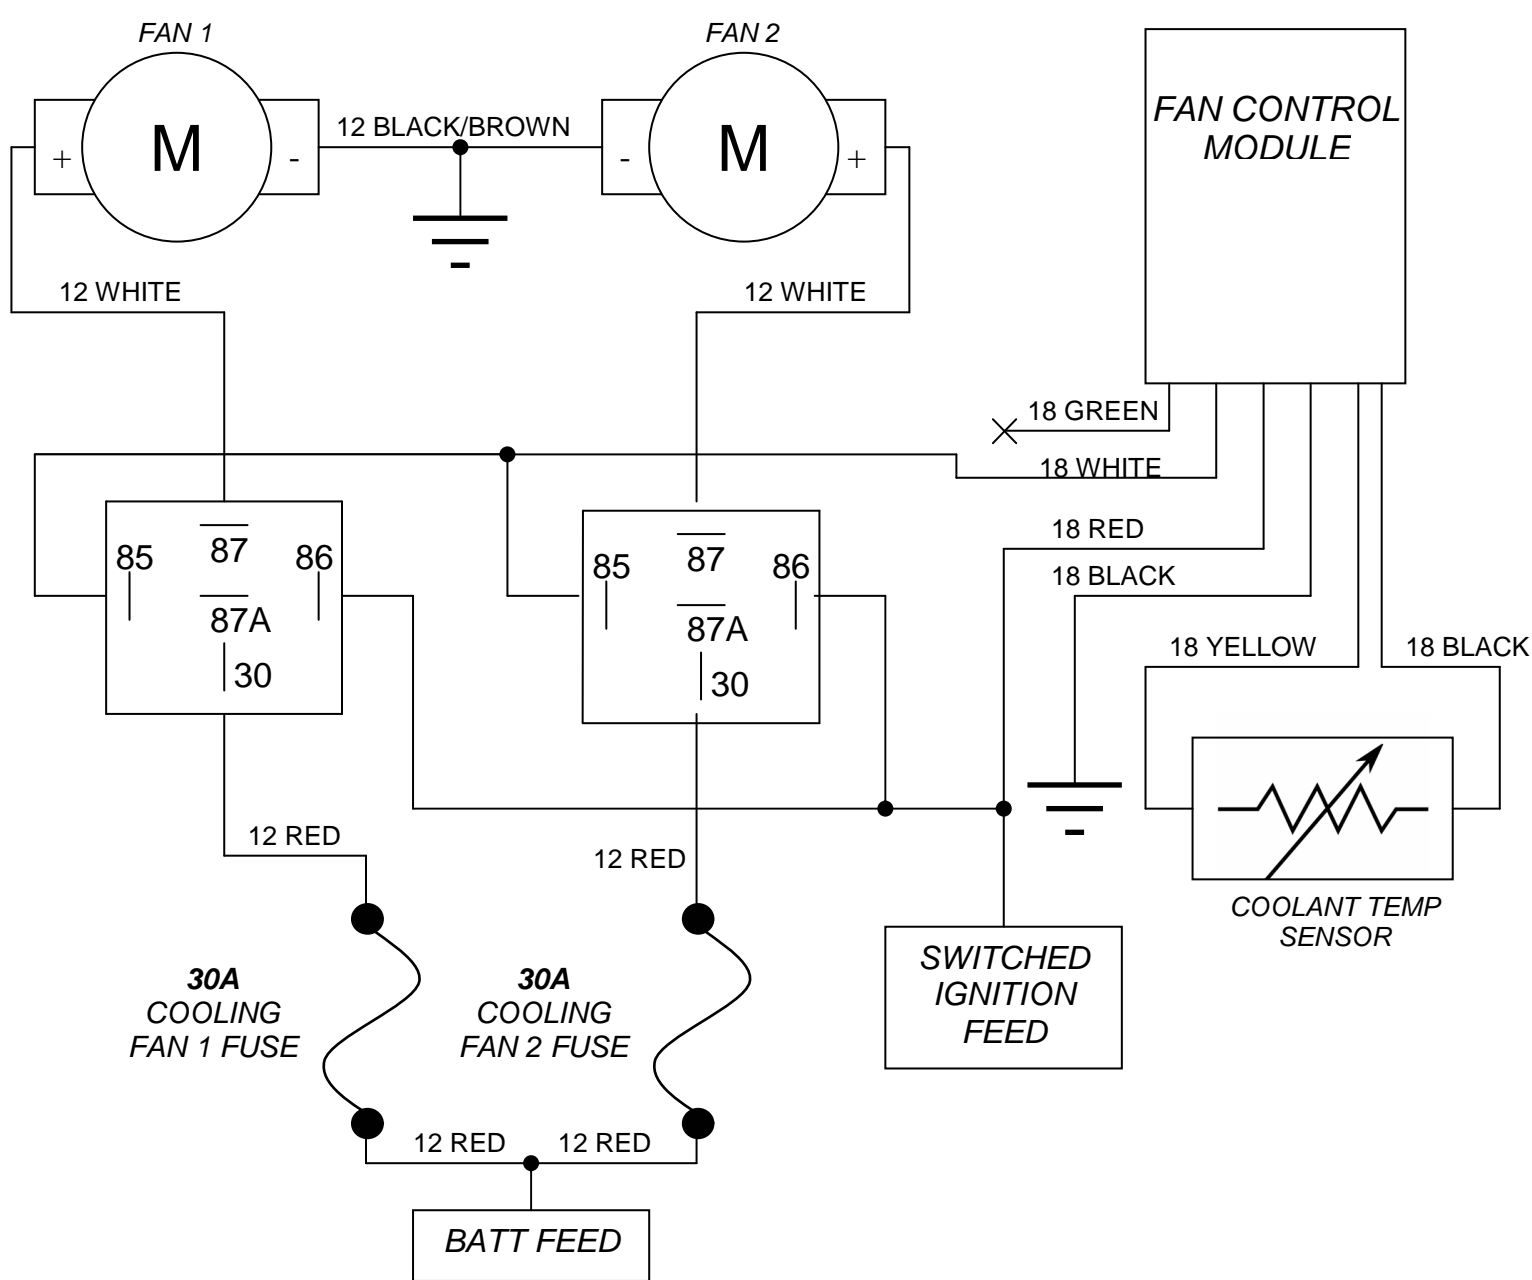 FAN 1
FAN 2
FAN CONTROL
MODULE
12 BLACK/BROWN
+
M
-
-
M
+
12 WHITE
12 WHITE
18 GREEN
18 WHITE
18 RED
18 BLACK
18 YELLOW
18 BLACK
85
87
86
87A
30
85
87
86
87A
30
12 RED
12 RED
COOLANT TEMP
SENSOR
30A
COOLING
FAN 1 FUSE
30A
COOLING
FAN 2 FUSE
SWITCHED
IGNITION
FEED
12 RED
12 RED
BATT FEED